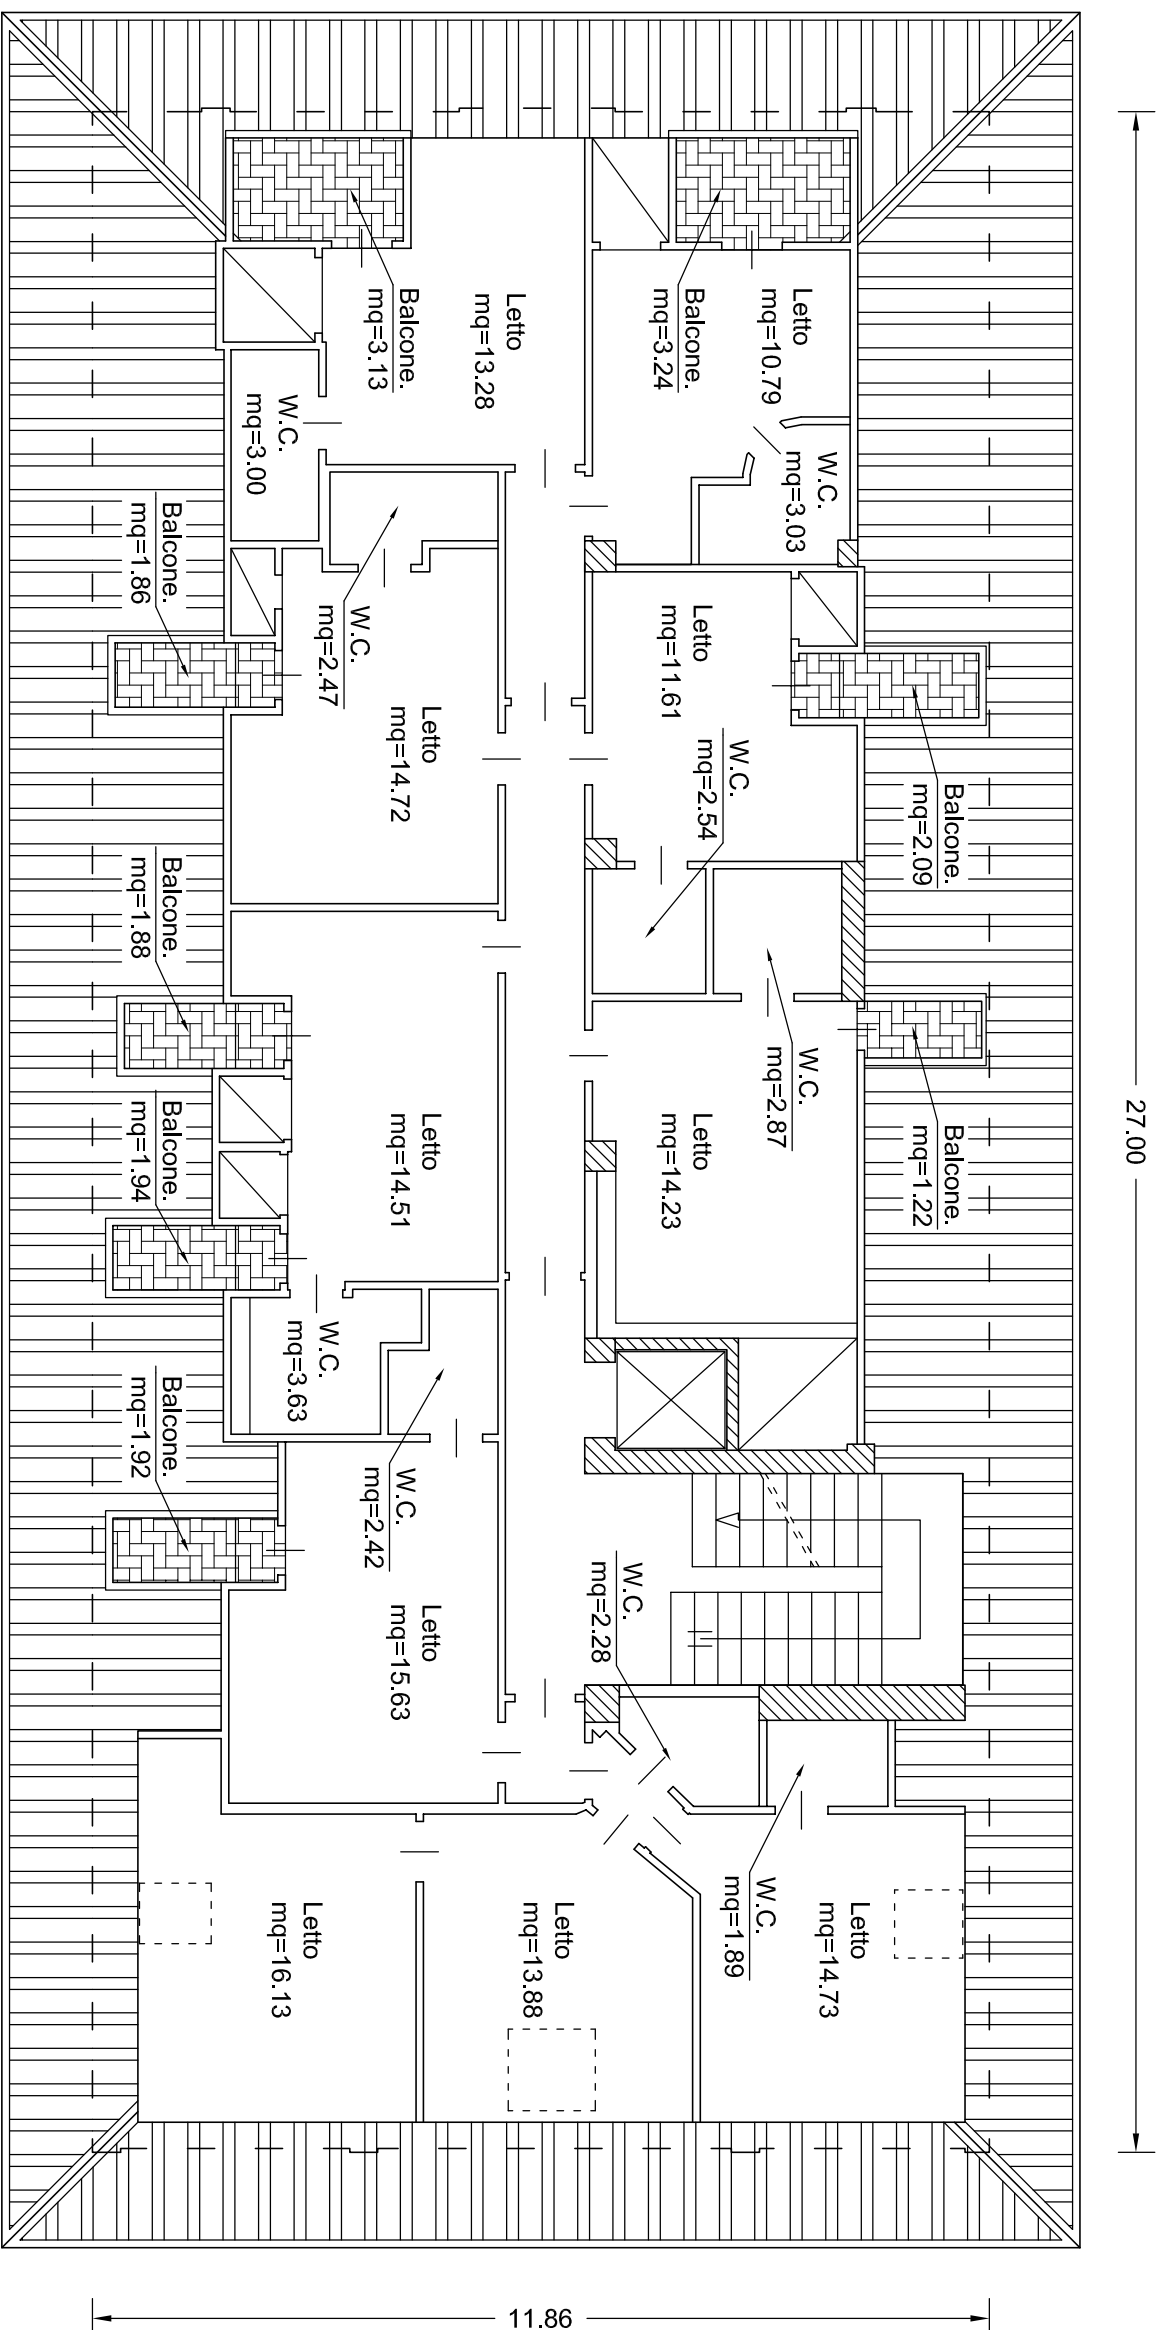 27.00
Letto
mq=10.79
Balcone.
mq=3.24
W.C.
mq=3.03
Letto
mq=13.28
Balcone.
mq=3.13
W.C.
mq=3.00
Balcone.
mq=1.86
W.C.
mq=2.47
Letto
mq=14.72
Letto
mq=11.61
W.C.
mq=2.54
Balcone.
mq=2.09
Balcone.
mq=1.88
W.C.
mq=2.87
Balcone.
mq=1.22
Letto
mq=14.23
Letto
mq=14.51
Balcone.
mq=1.94
W.C.
mq=3.63
Balcone.
mq=1.92
W.C.
mq=2.42
Letto
mq=15.63
W.C.
mq=2.28
W.C.
mq=1.89
Letto
mq=14.73
Letto
mq=13.88
Letto
mq=16.13
11.86